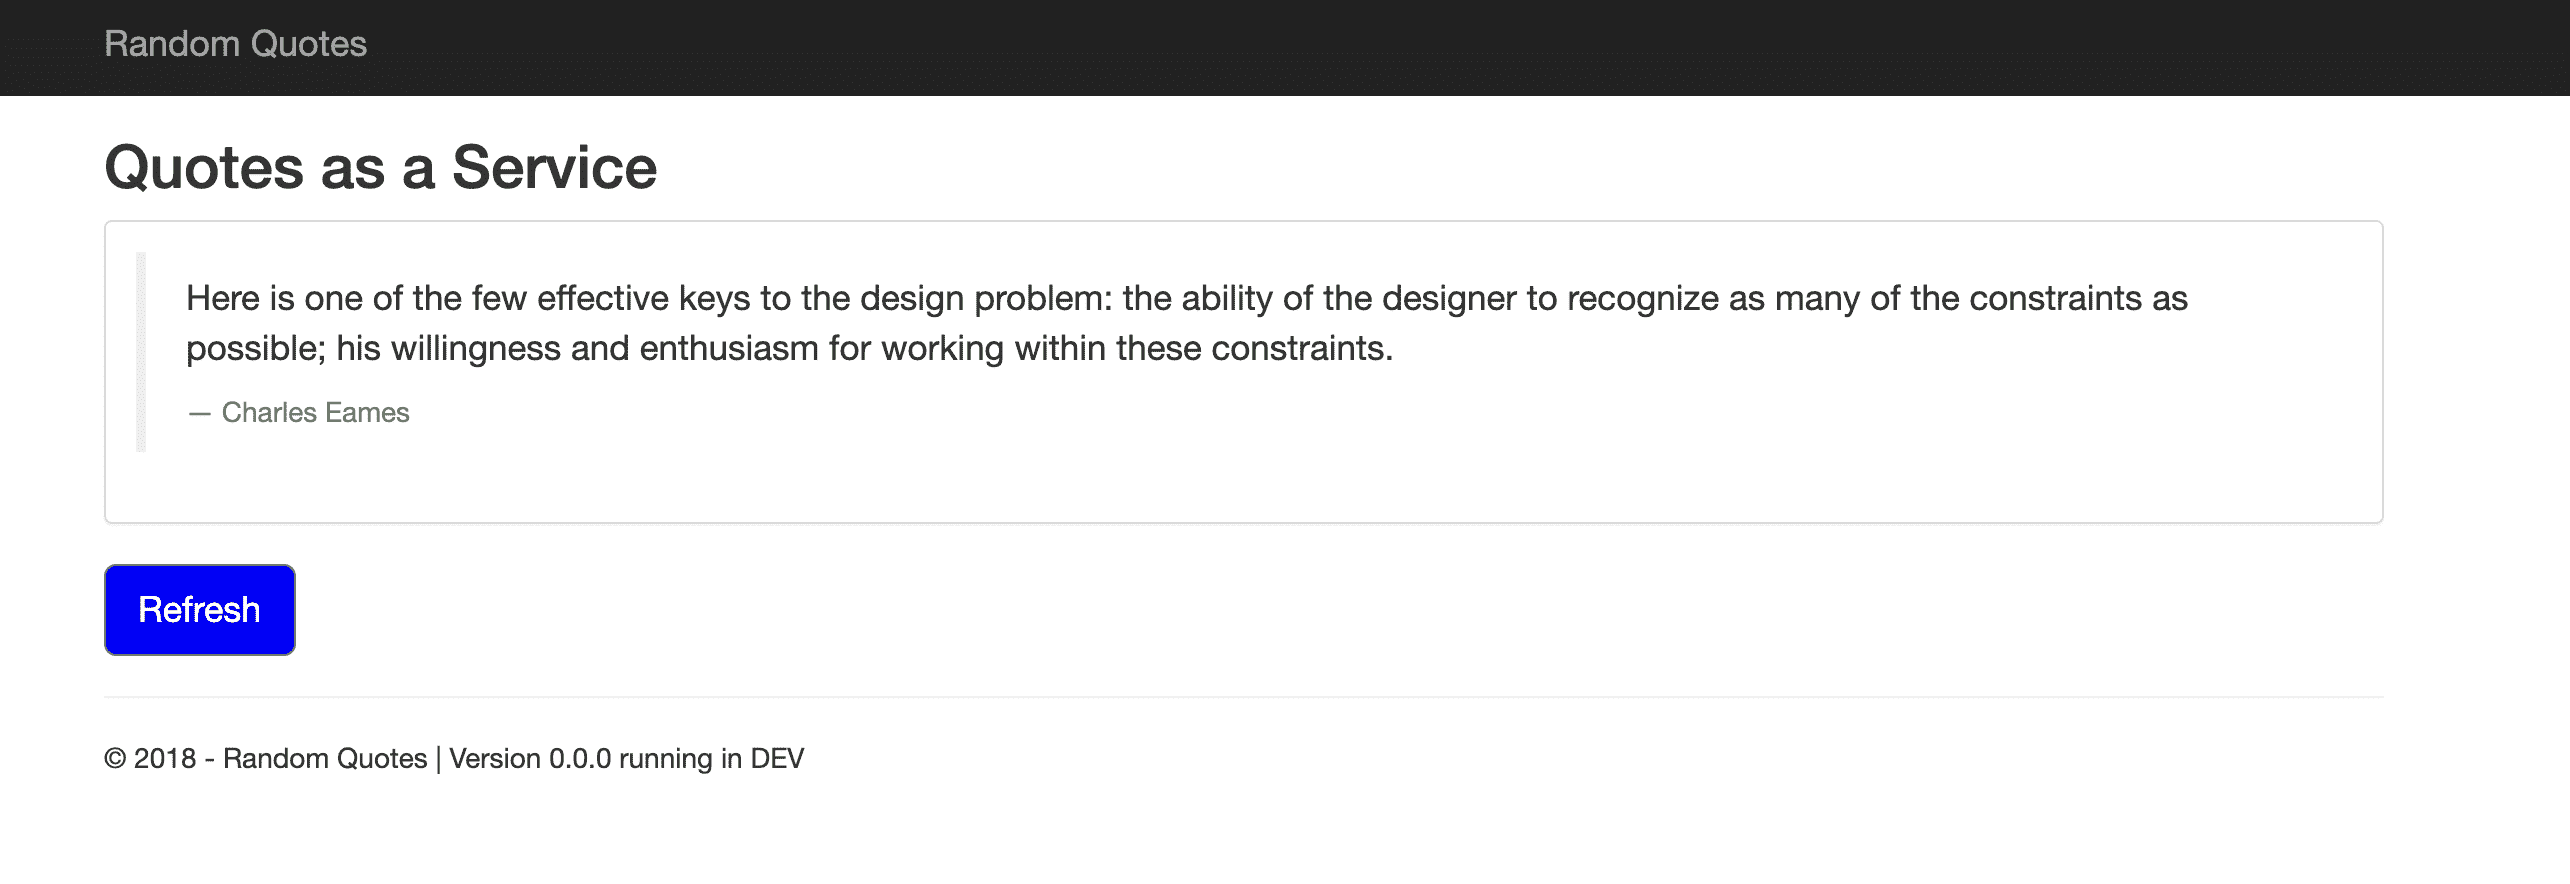 Random Quotes
Quotes as a Service
Here is one of the few effective keys to the design problem: the ability of the designer to recognize as many of the constraints as
possible; his willingness and enthusiasm for working within these constraints.
— Charles Eames
Refresh
© 2018 - Random Quotes | Version 0.0.0 running in DEV